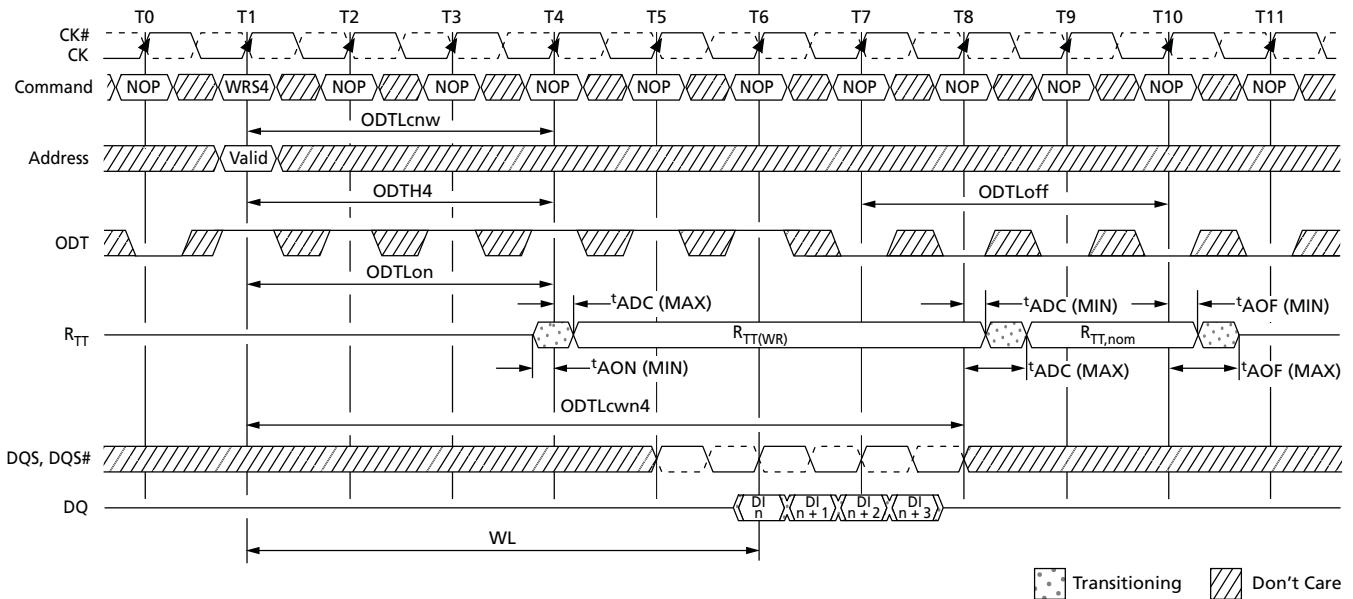 T0 T1 T2 T3 T4 T5 T6 T7 T8 T9 T10 T11
CK#
CK
Command NOP WRS4 NOP NOP NOP NOP NOP NOP NOP NOP NOP NOP
ODTLcnw
Address Valid
ODTH4 ODTLoff
ODT
ODTLon
tADC (MAX) tADC (MIN) tAOF (MIN)
RTT RTT(WR) RTT,nom
tAON (MIN) tADC (MAX) tAOF (MAX)
ODTLcwn4
DQS, DQS#
DQ DI n DI n + 1 DI n + 2 DI n + 3
WL
Transitioning Don't Care